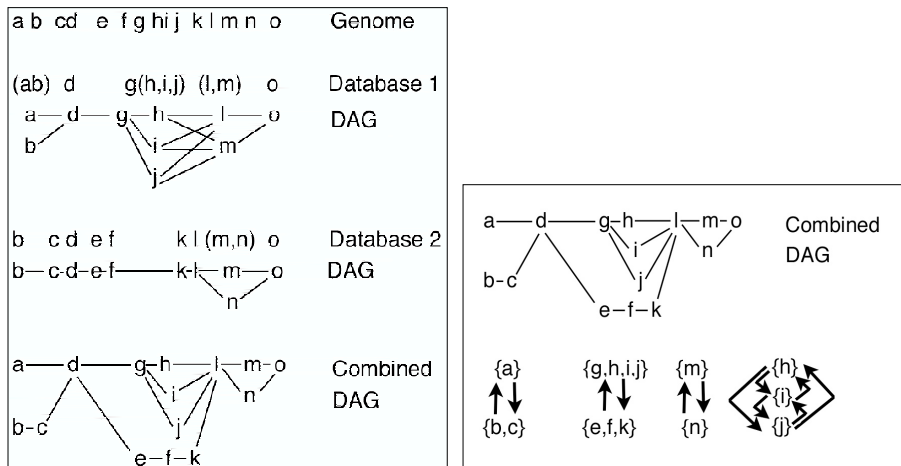 a b cd e f g hi j k l m n o Genome
(ab) d g(h,i,j) (l,m) o Database 1
a d g h l o DAG
b i m
j
b c d e f k l (m,n) o Database 2
b c-d e-f k-l m o DAG
n
a d g h l m-o Combined
i n DAG
b-c j
e-f-k
a d g h l m o Combined
i n DAG
b-c j
e-f-k
{a} {g,h,i,j} {m} {h}
{i}
{b,c} {e,f,k} {n} {j}